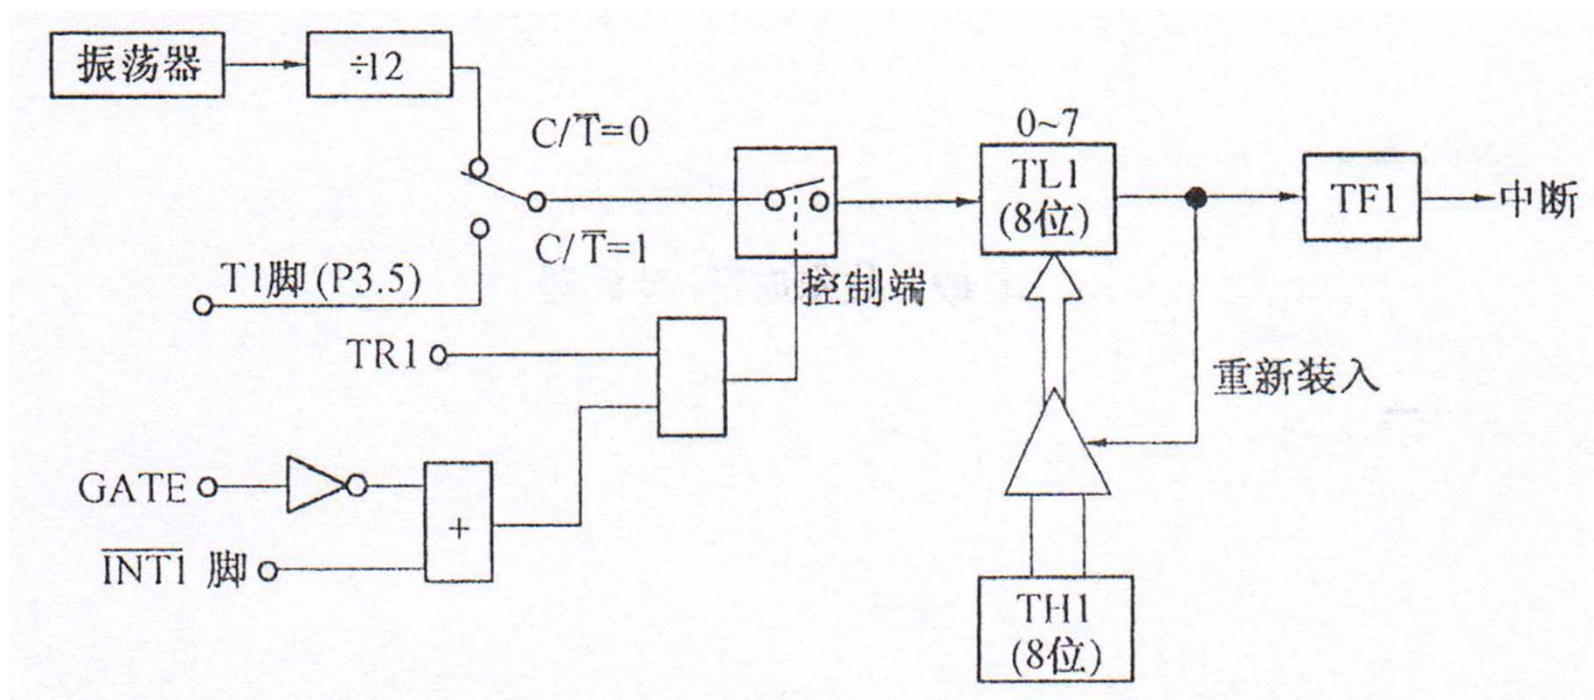 振荡器
÷12
C/T̅=0
C/T̅=1
T1脚 (P3.5)
控制端
0~7
TL1
(8位)
TF1
中断
TR1
重新装入
GATE
+
I̅N̅T̅1̅ 脚
TH1
(8位)